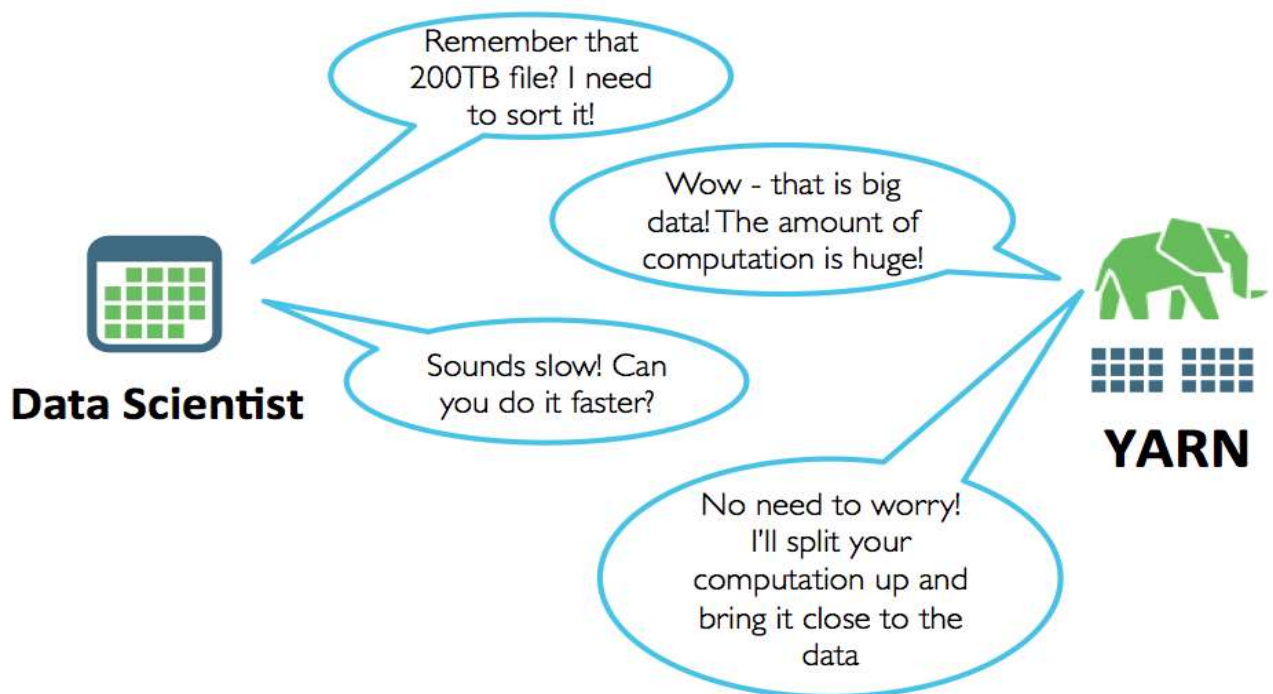 Remember that
200TB file? I need
to sort it!
Wow - that is big
data! The amount of
computation is huge!
Sounds slow! Can
you do it faster?
Data Scientist
YARN
No need to worry!
I'll split your
computation up and
bring it close to the
data